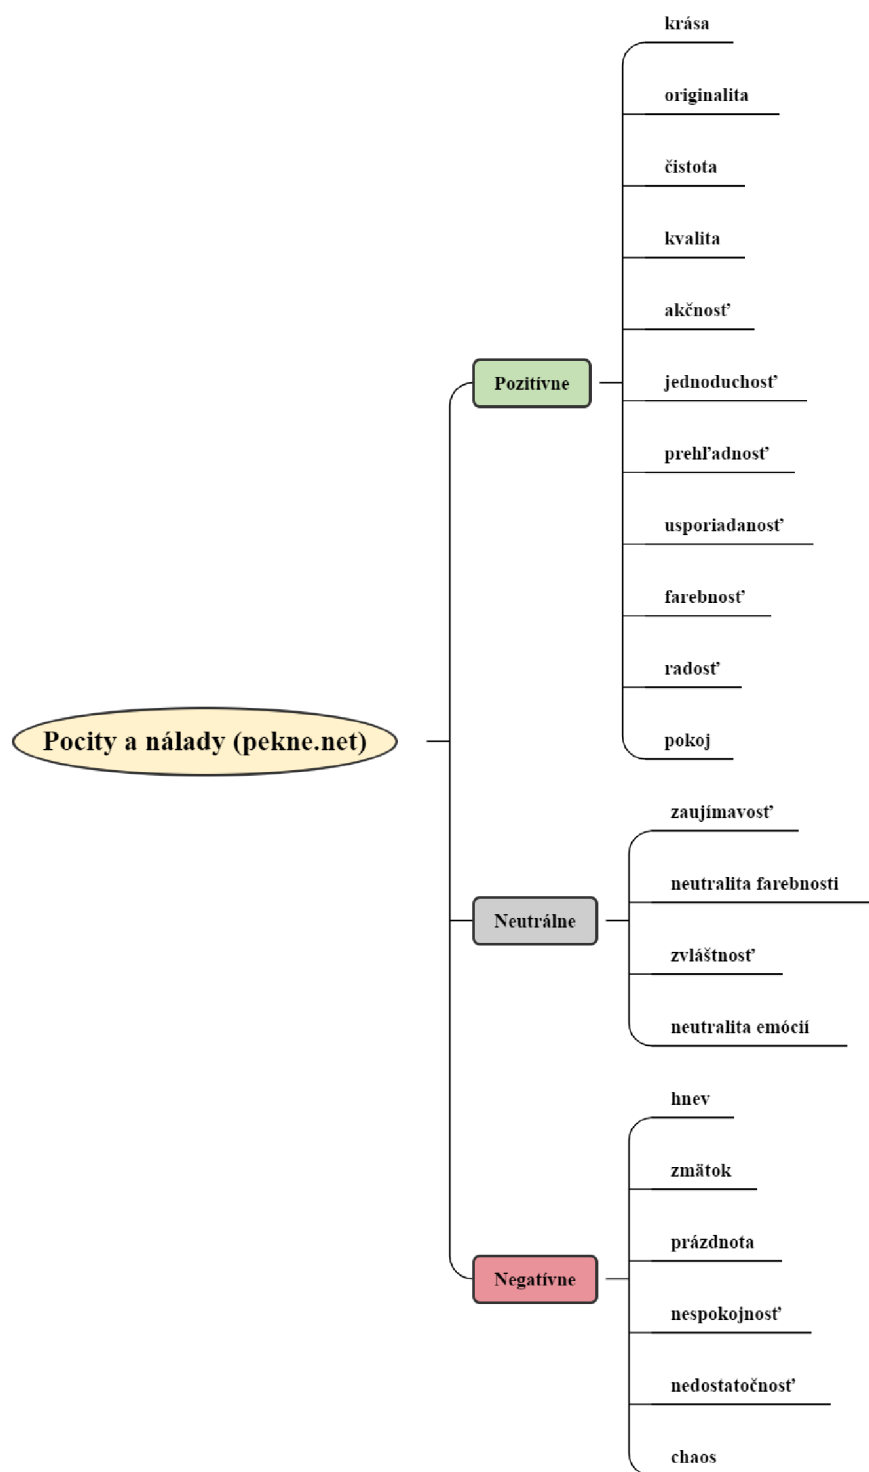 Pocity a nálady (pekne.net)
Pozitívne
krása
originalita
čistota
kvalita
akčnosť
jednoduchosť
prehľadnosť
usporiadanosť
farebnosť
radosť
pokoj
Neutrálne
zaujímavosť
neutralita farebnosti
zvláštnosť
neutralita emócií
Negatívne
hnev
zmätok
prázdnota
nespokojnosť
nedostatočnosť
chaos